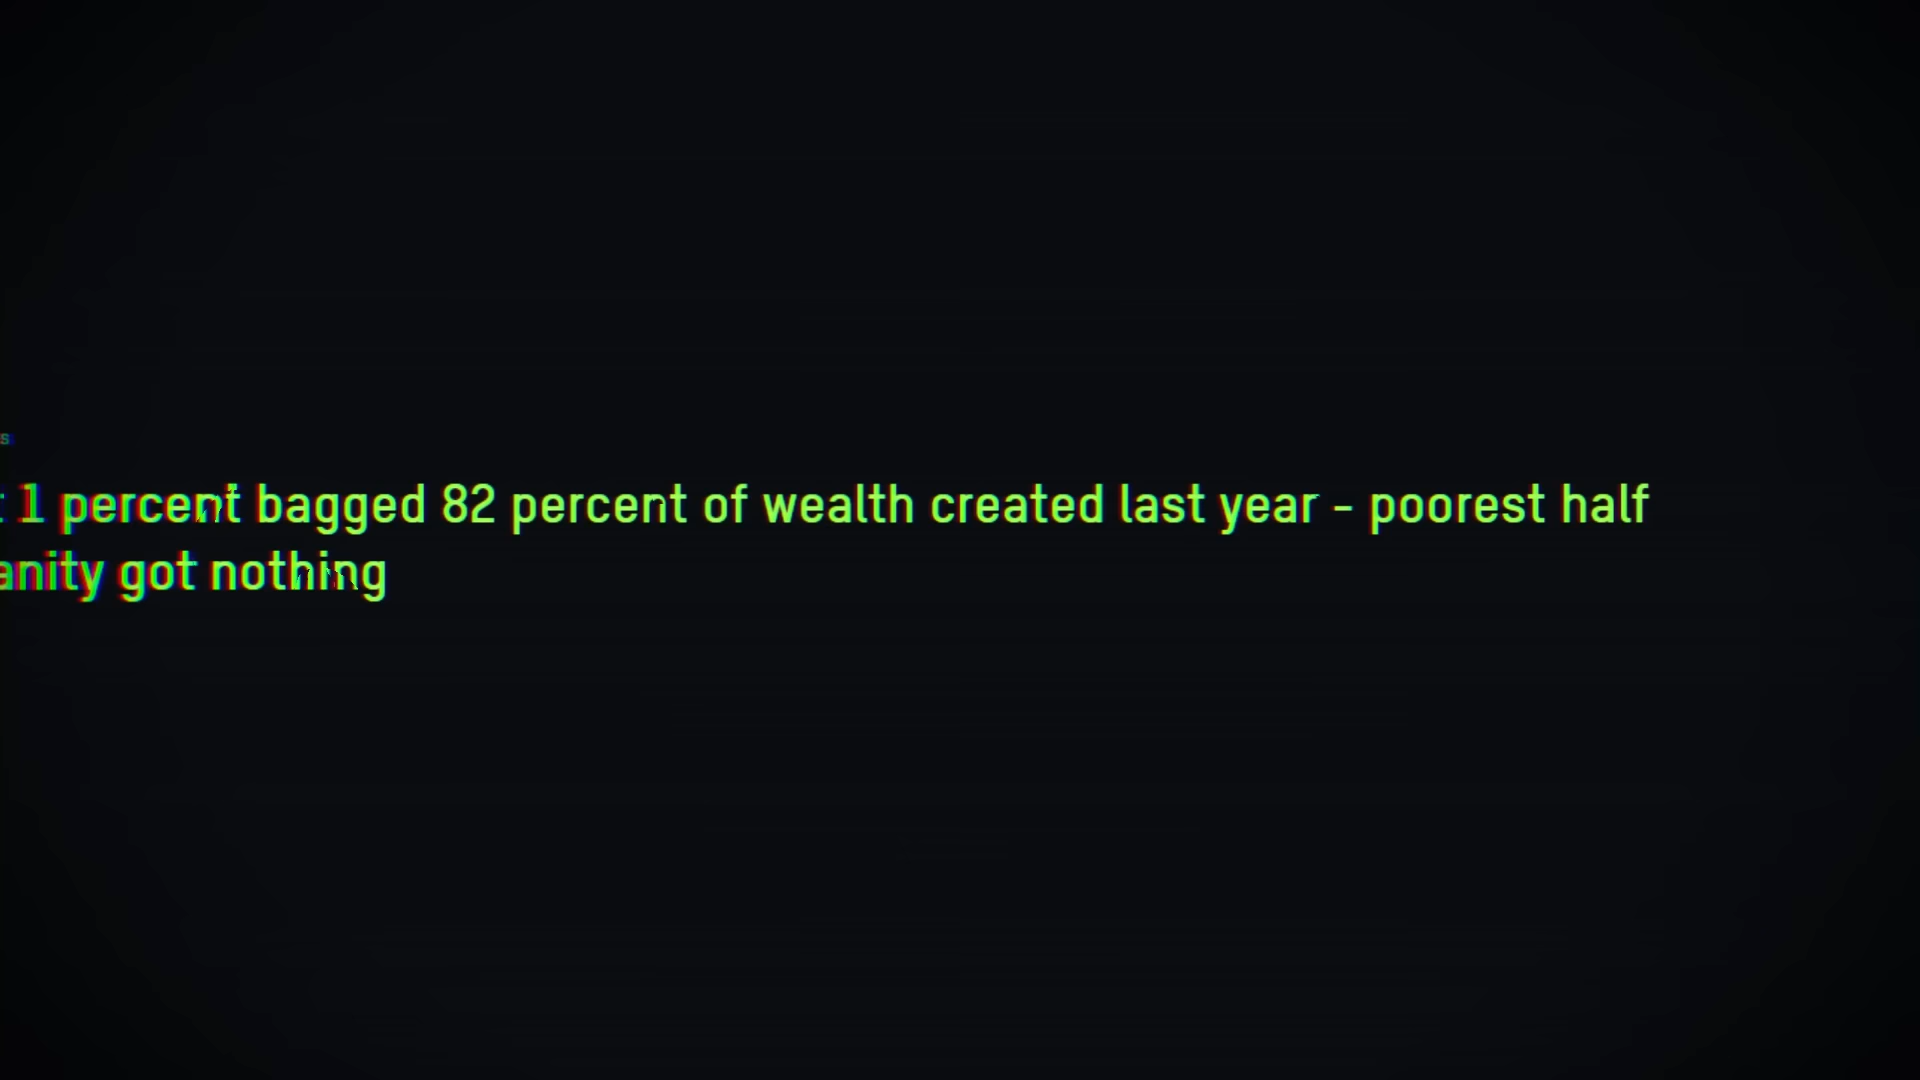 s
1 percent bagged 82 percent of wealth created last year - poorest half
anity got nothing